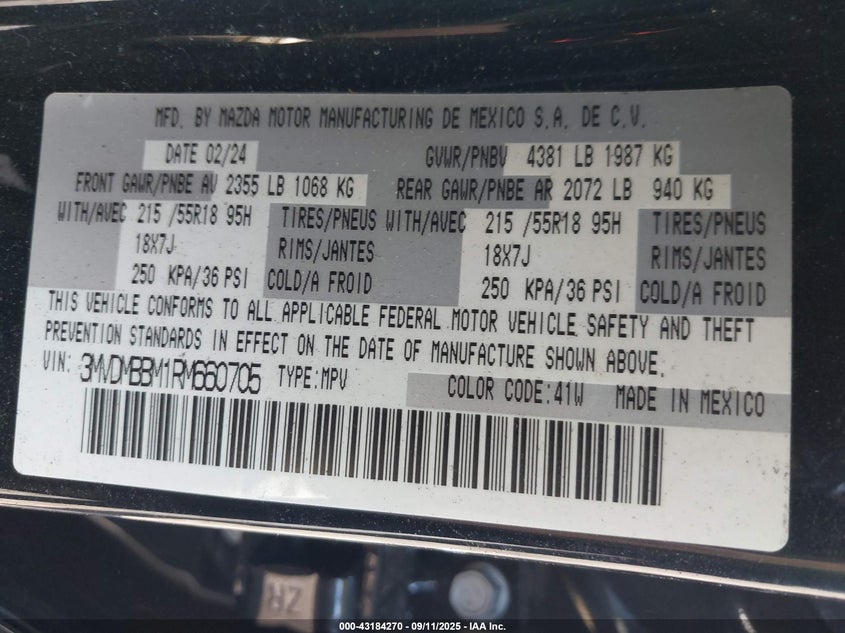 MFD. BY MAZDA MOTOR MANUFACTURING DE MEXICO S.A. DE C.V.
DATE 02/24 GVWR/PNBV 4381 LB 1987 KG
FRONT GAWR/PNBE AV 2355 LB 1068 KG REAR GAWR/PNBE AR 2072 LB 940 KG
WITH/AVEC 215 /55R18 95H TIRES/PNEUS WITH/AVEC 215 /55R18 95H TIRES/PNEUS
18X7J RIMS/JANTES 18X7J RIMS/JANTES
250 KPA/36 PSI COLD/A FROID 250 KPA/36 PSI COLD/A FROID
THIS VEHICLE CONFORMS TO ALL APPLICABLE FEDERAL MOTOR VEHICLE SAFETY AND THEFT
PREVENTION STANDARDS IN EFFECT ON THE DATE OF MANUFACTURE SHOWN ABOVE.
VIN: 3MVDMBBM1RM660705 TYPE:MPV COLOR CODE:41W MADE IN MEXICO
HZ
000-43184270 - 09/11/2025 - IAA Inc.